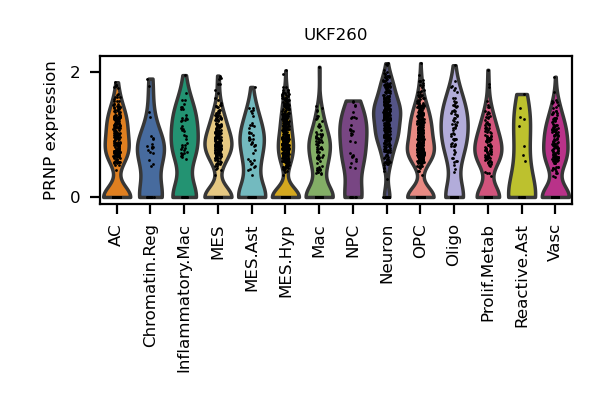 UKF260
PRNP expression
2
0
AC
Chromatin.Reg
Inflammatory.Mac
MES
MES.Ast
MES.Hyp
Mac
NPC
Neuron
OPC
Oligo
Prolif.Metab
Reactive.Ast
Vasc